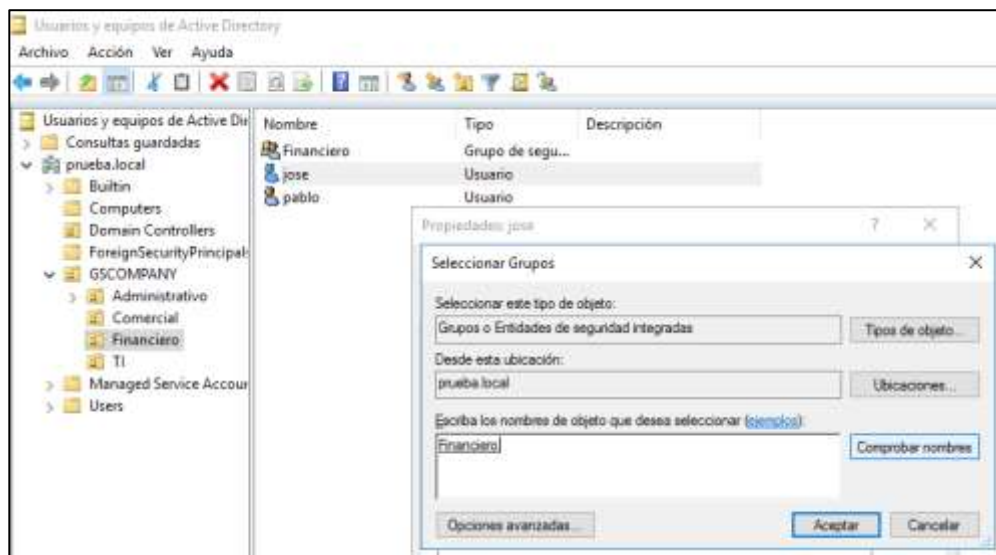 Usuarios y equipos de Active Directory
Archivo Acción Ver Ayuda
Usuarios y equipos de Active Dir
Consultas guardadas
prueba.local
Builtin
Computers
Domain Controllers
ForeignSecurityPrincipal:
GSCOMPANY
Administrativo
Comercial
Financiero
TI
Managed Service Accour
Users
Nombre Tipo Descripción
Financiero Grupo de segu...
jose Usuario
pablo Usuario
Propiedades: jose ? ×
Seleccionar Grupos ×
Seleccionar este tipo de objeto:
Grupos o Entidades de seguridad integradas Tipos de objeto...
Desde esta ubicación:
prueba.local Ubicaciones...
Escriba los nombres de objeto que desea seleccionar (ejemplos):
Financiero Comprobar nombres
Opciones avanzadas... Aceptar Cancelar